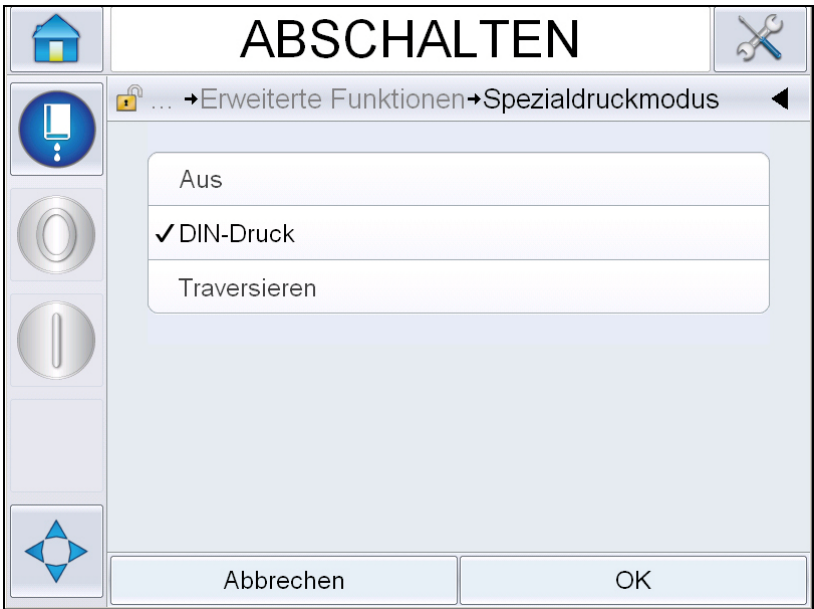 ABSCHALTEN
... →Erweiterte Funktionen→Spezialdruckmodus
Aus
✓DIN-Druck
Traversieren
Abbrechen
OK